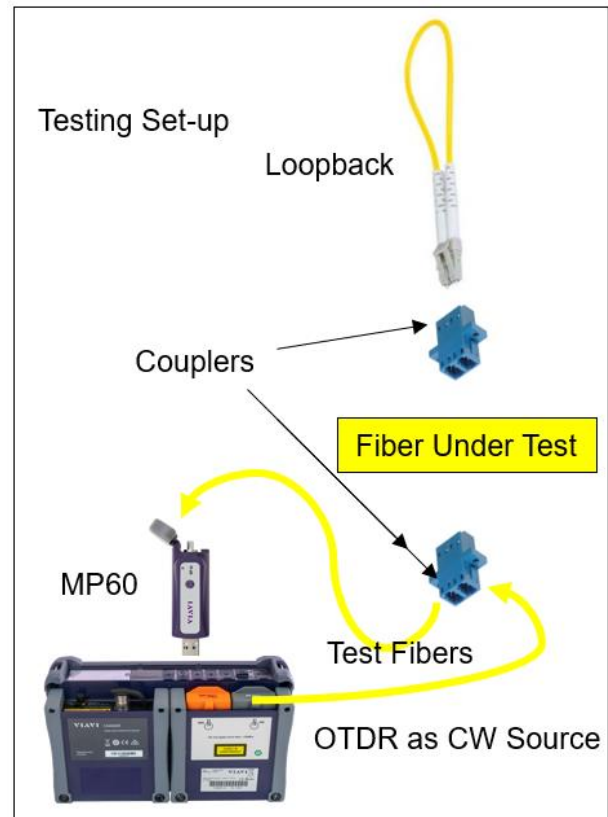 Testing Set-up
Loopback
Couplers
Fiber Under Test
MP60
VIAVI
Test Fibers
VIAVI
OTDR as CW Source